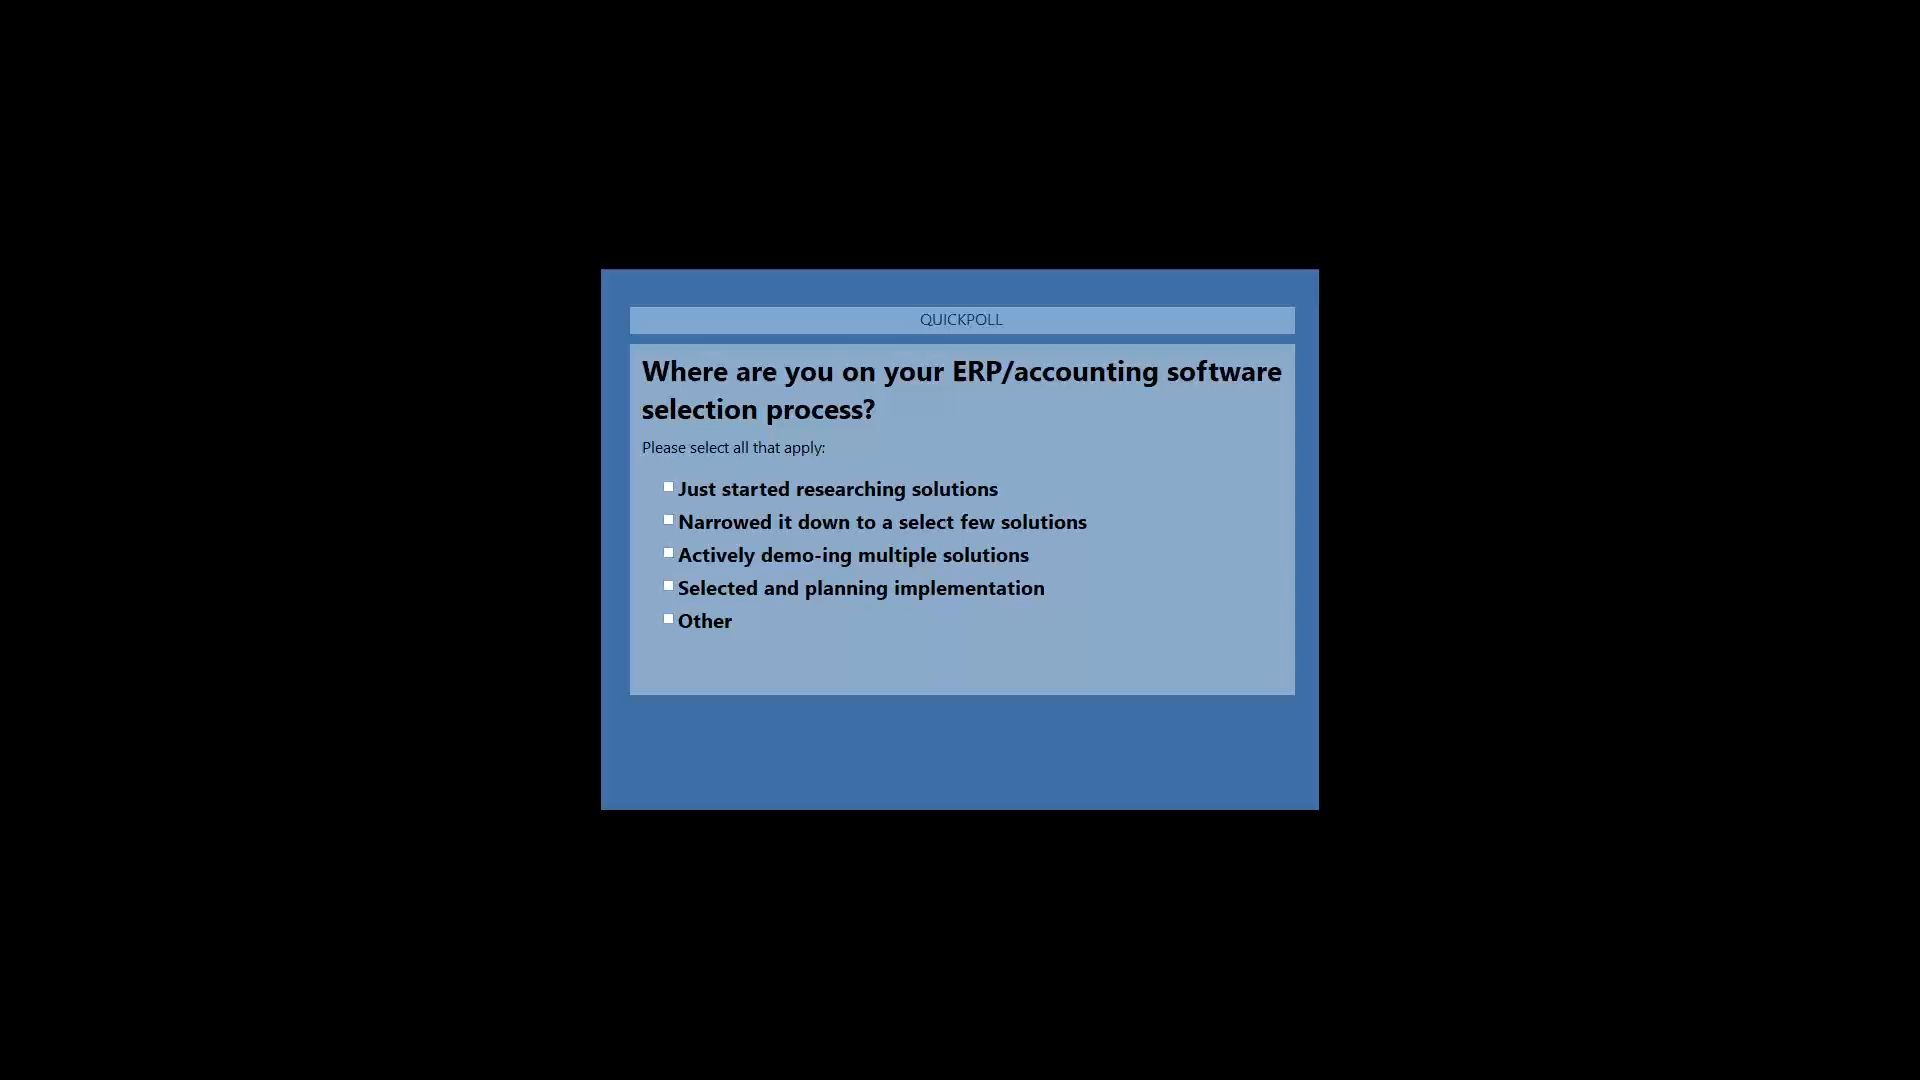 QUICKPOLL
Where are you on your ERP/accounting software
selection process?
Please select all that apply:
Just started researching solutions
Narrowed it down to a select few solutions
Actively demo-ing multiple solutions
Selected and planning implementation
Other